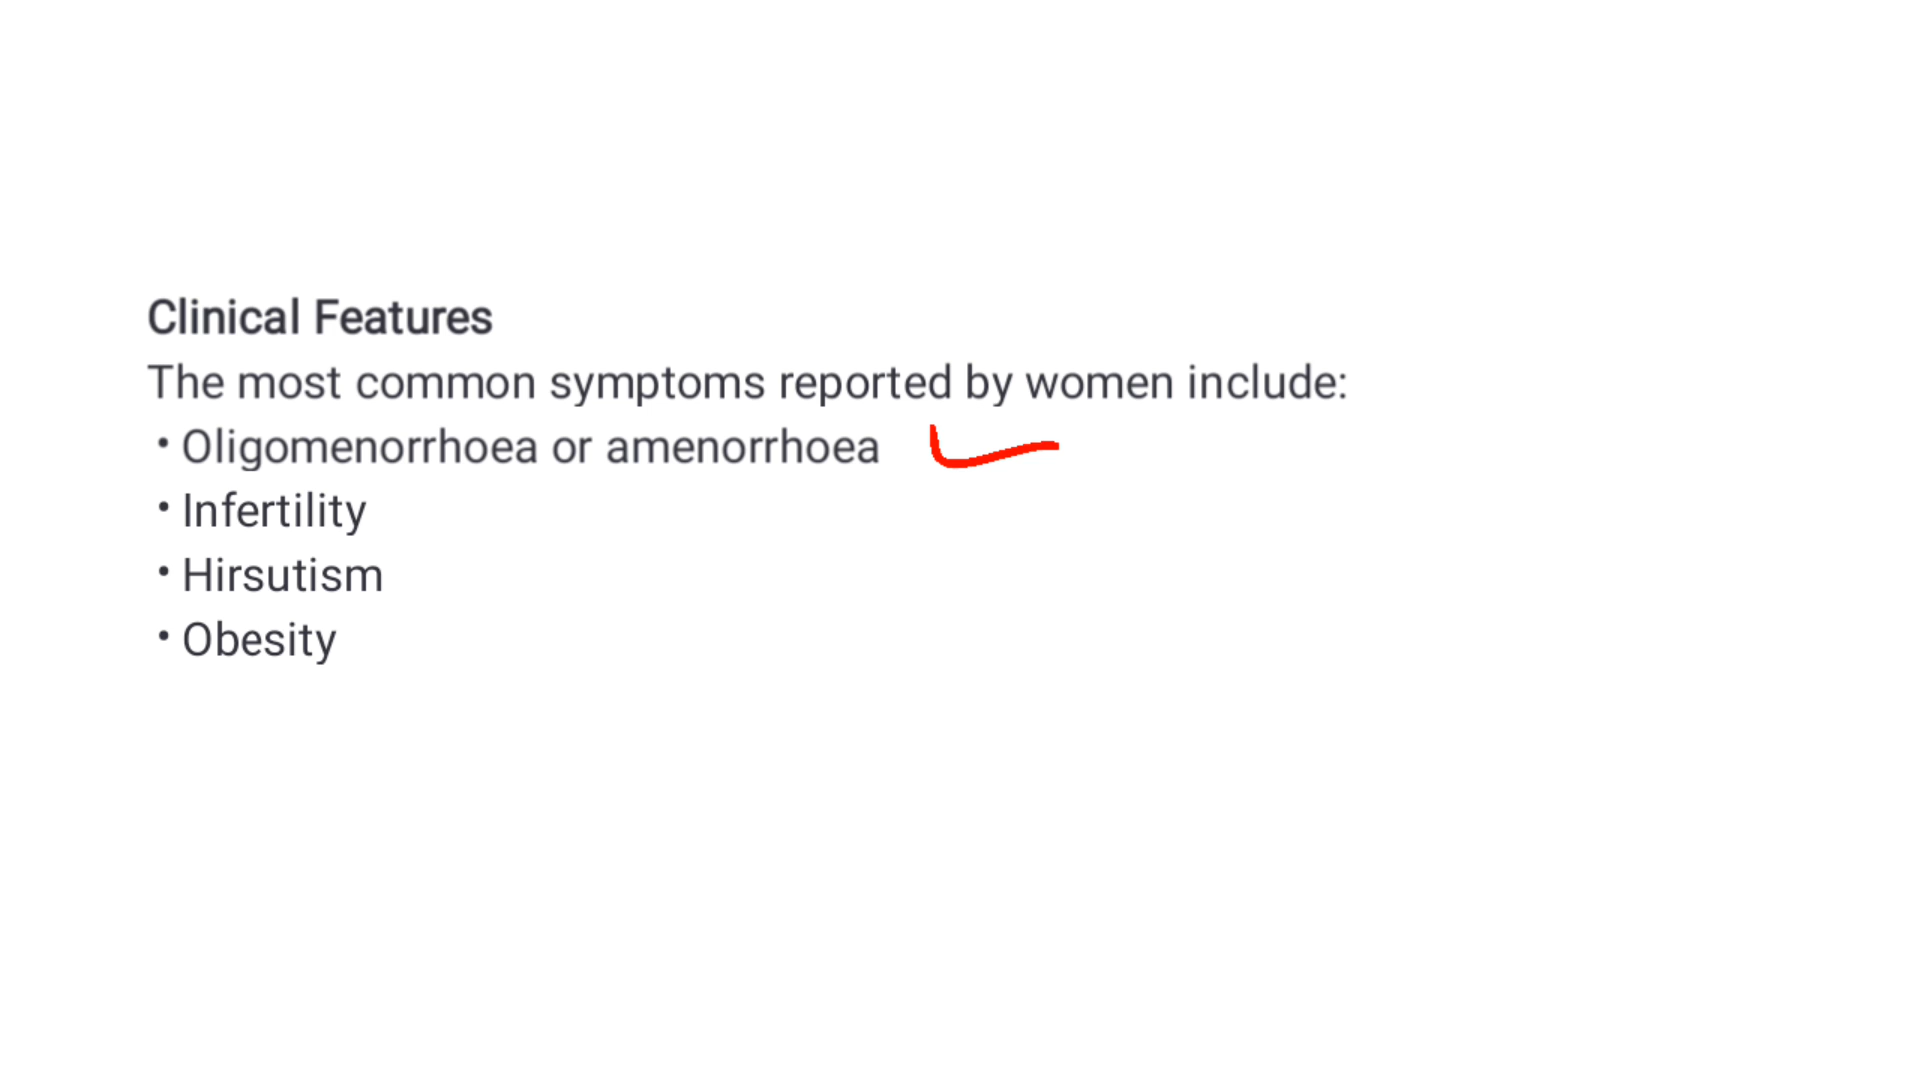 Clinical Features
The most common symptoms reported by women include:
• Oligomenorrhoea or amenorrhoea
• Infertility
• Hirsutism
• Obesity